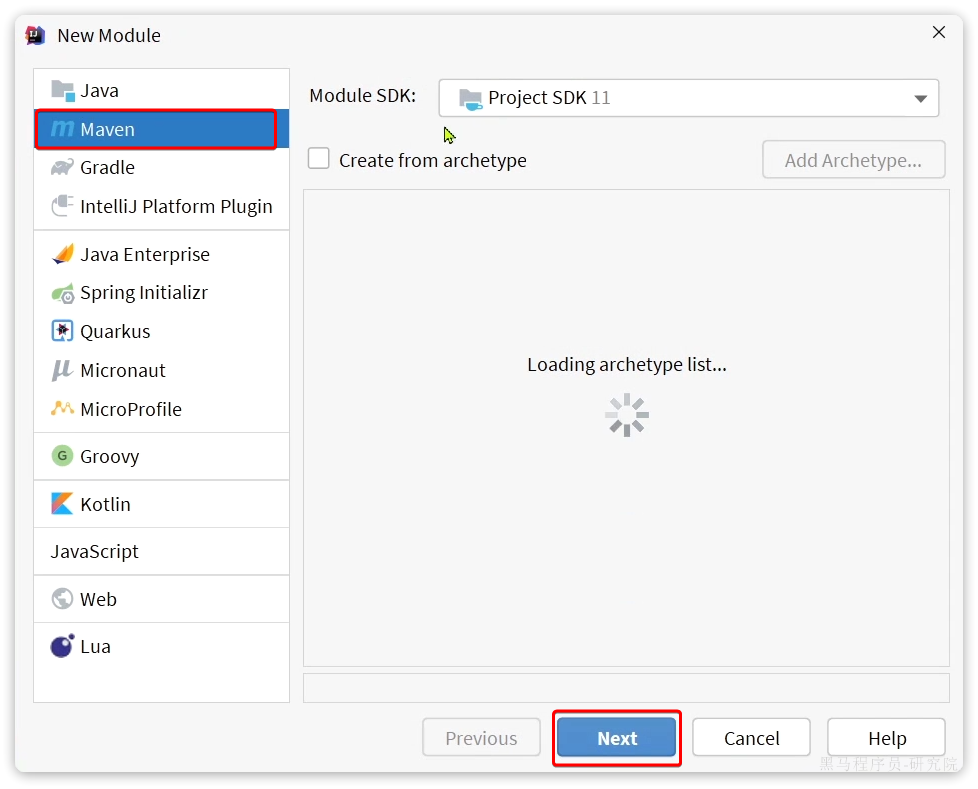 New Module
Java
Maven
Gradle
IntelliJ Platform Plugin
Java Enterprise
Spring Initializr
Quarkus
Micronaut
MicroProfile
G Groovy
Kotlin
JavaScript
Web
Lua
Module SDK: Project SDK 11
Create from archetype Add Archetype...
Loading archetype list...
Previous Next Cancel Help
黑马程序员-研究院